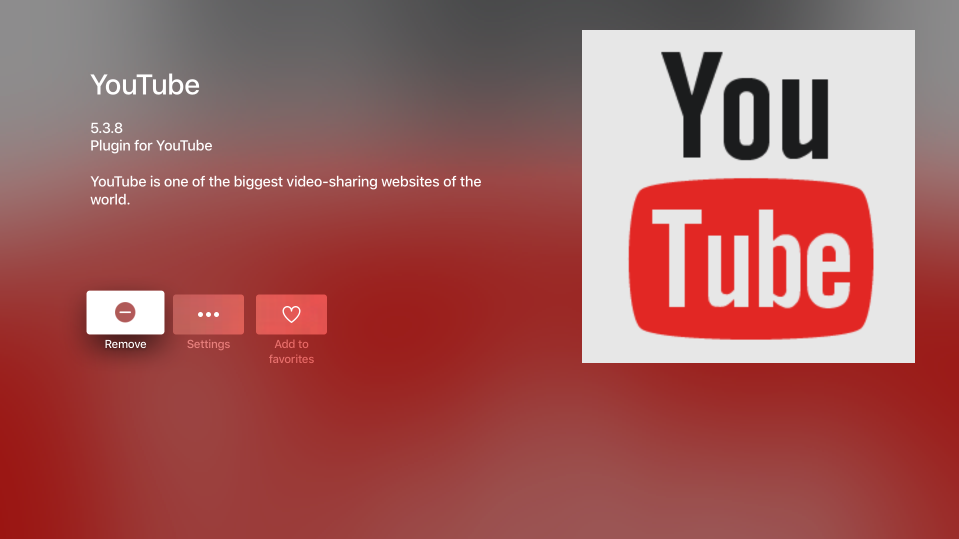 YouTube
5.3.8
Plugin for YouTube
YouTube is one of the biggest video-sharing websites of the
world.
Remove
Settings
Add to
favorites
You
Tube